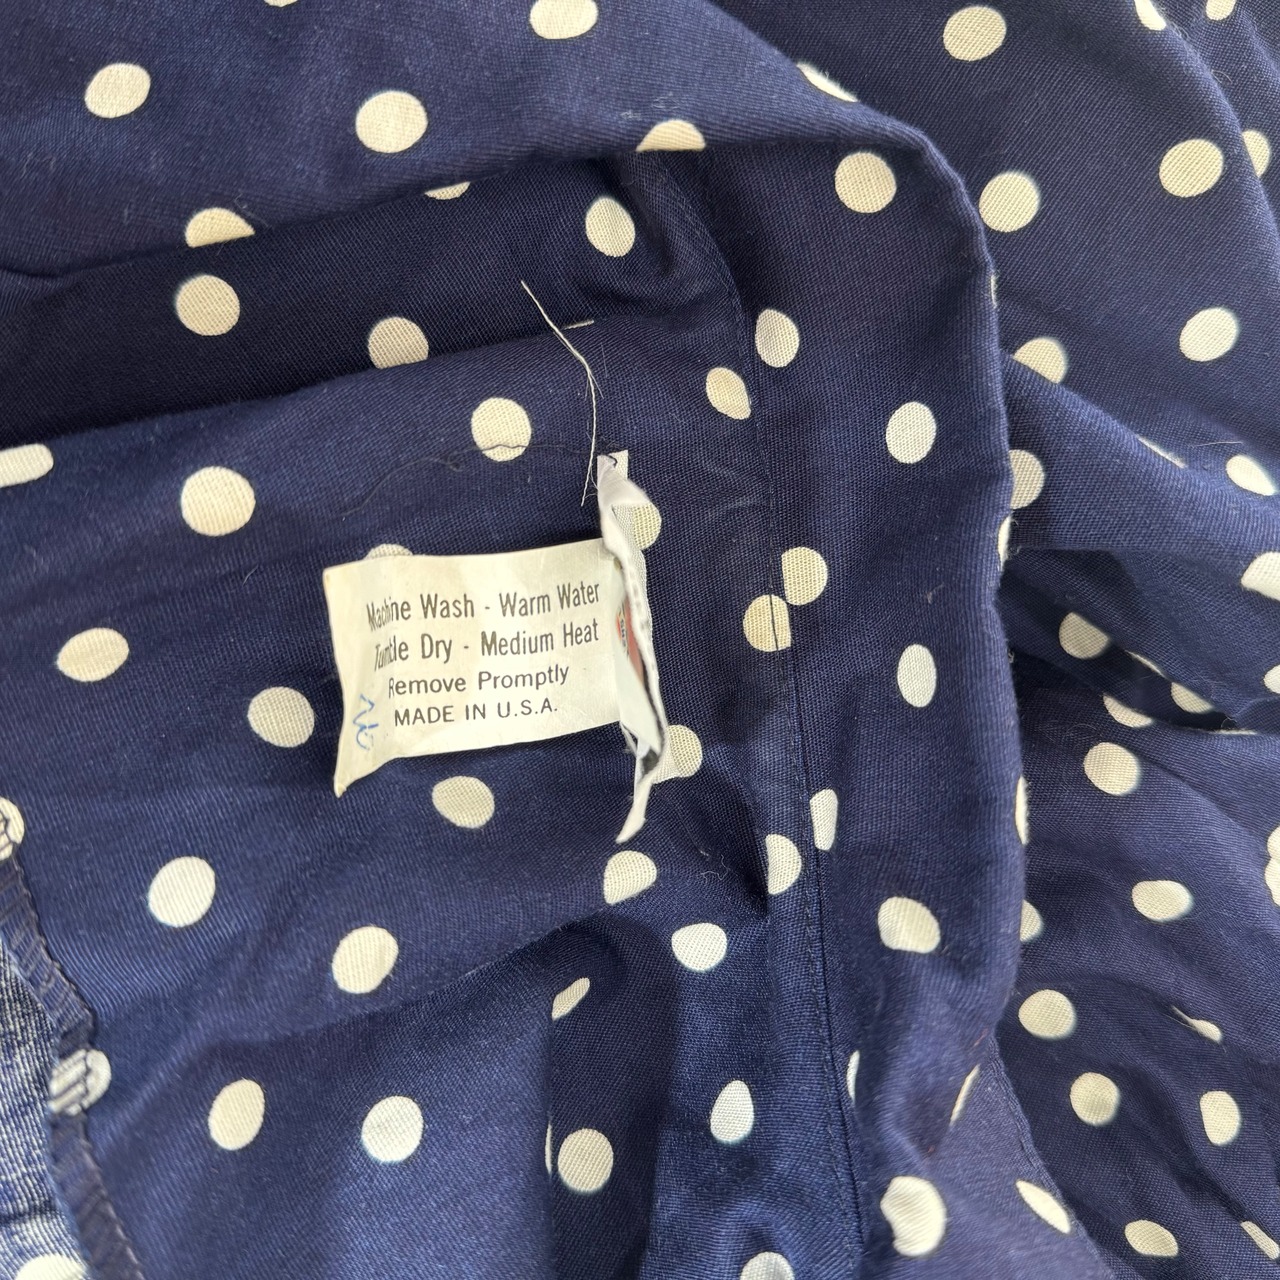 Machine Wash - Warm Water
Tumble Dry - Medium Heat
Remove Promptly
MADE IN U.S.A.